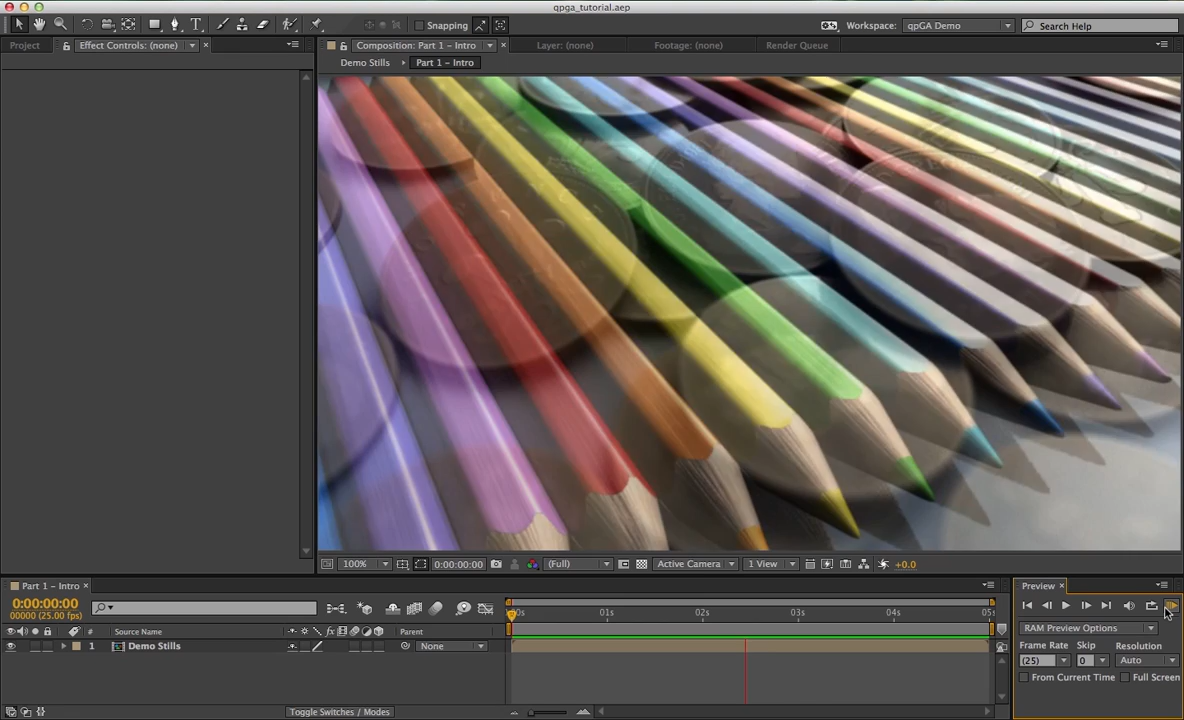 qpga_tutorial.aep
Snapping
Workspace: qpGA Demo
Search Help
Project
Effect Controls: (none)
Composition: Part 1 – Intro
Layer: (none)
Footage: (none)
Render Queue
Demo Stills
Part 1 – Intro
100%
0:00:00:00
(Full)
Active Camera
1 View
+0.0
Part 1 – Intro
Preview
0:00:00:00
00000 (25.00 fps)
00s 01s 02s 03s 04s 05s
# Source Name
Parent
1 Demo Stills
None
RAM Preview Options
Frame Rate Skip Resolution
(25) 0 Auto
From Current Time Full Screen
Toggle Switches / Modes